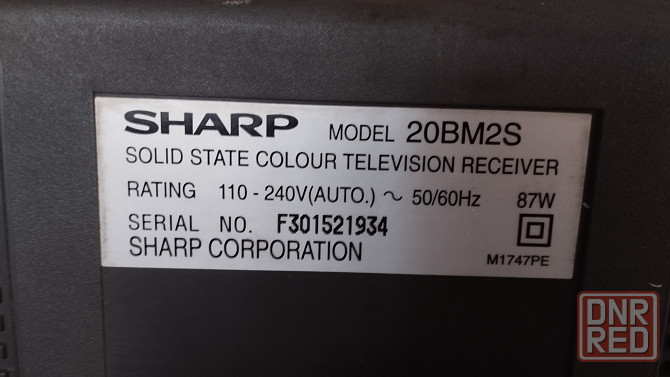 SHARP MODEL 20BM2S
SOLID STATE COLOUR TELEVISION RECEIVER
RATING 110 - 240V(AUTO.) ~ 50/60Hz 87W
SERIAL NO. F301521934
SHARP CORPORATION
M1747PE
DNR
RED